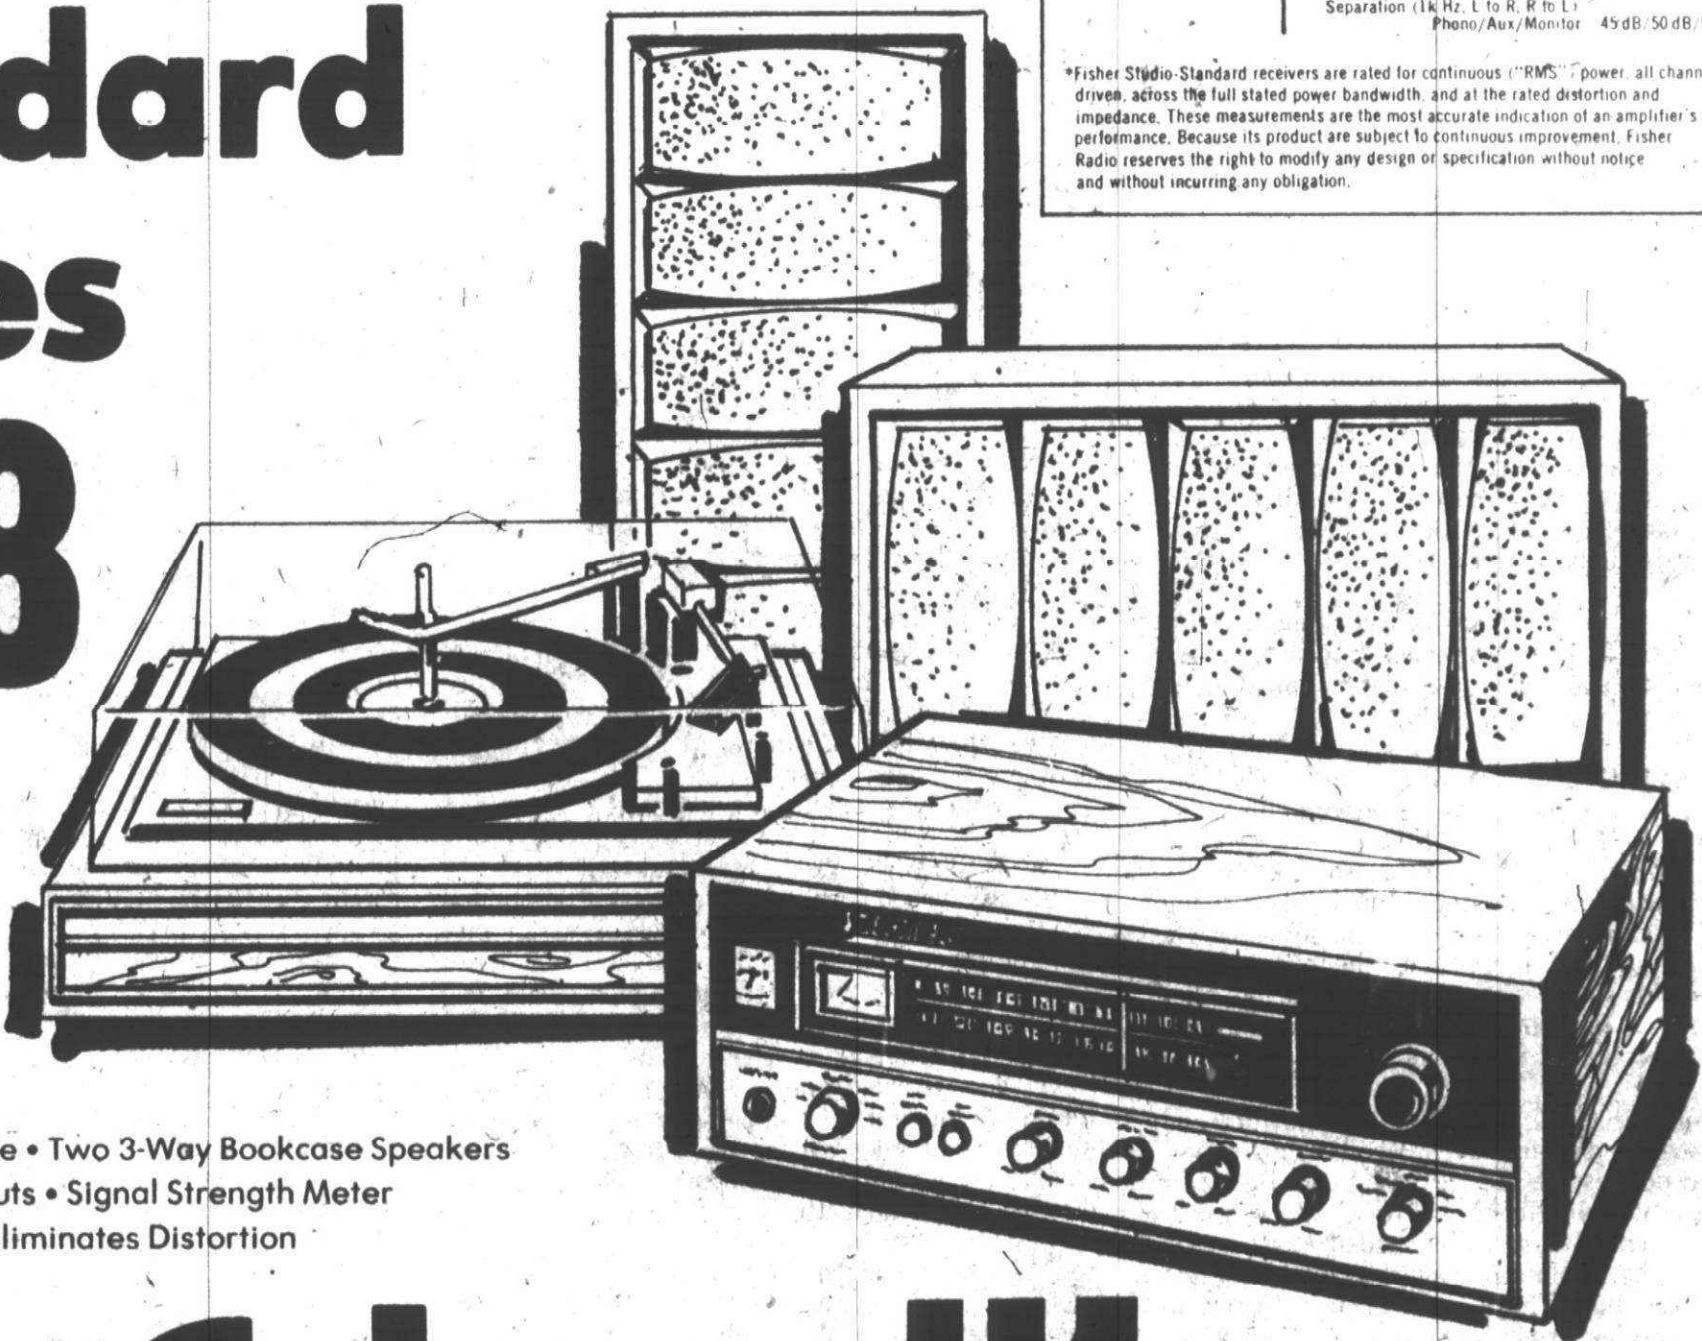 dard
es
8
Separation (1k Hz, L to R, R to L)
Phono/Aux/Monitor 45 dB/50 dB/
*Fisher Studio-Standard receivers are rated for continuous ("RMS") power, all chann
driven, across the full stated power bandwidth, and at the rated distortion and
impedance. These measurements are the most accurate indication of an amplifier's
performance. Because its product are subject to continuous improvement, Fisher
Radio reserves the right to modify any design or specification without notice
and without incurring any obligation.
e • Two 3-Way Bookcase Speakers
uts • Signal Strength Meter
liminates Distortion